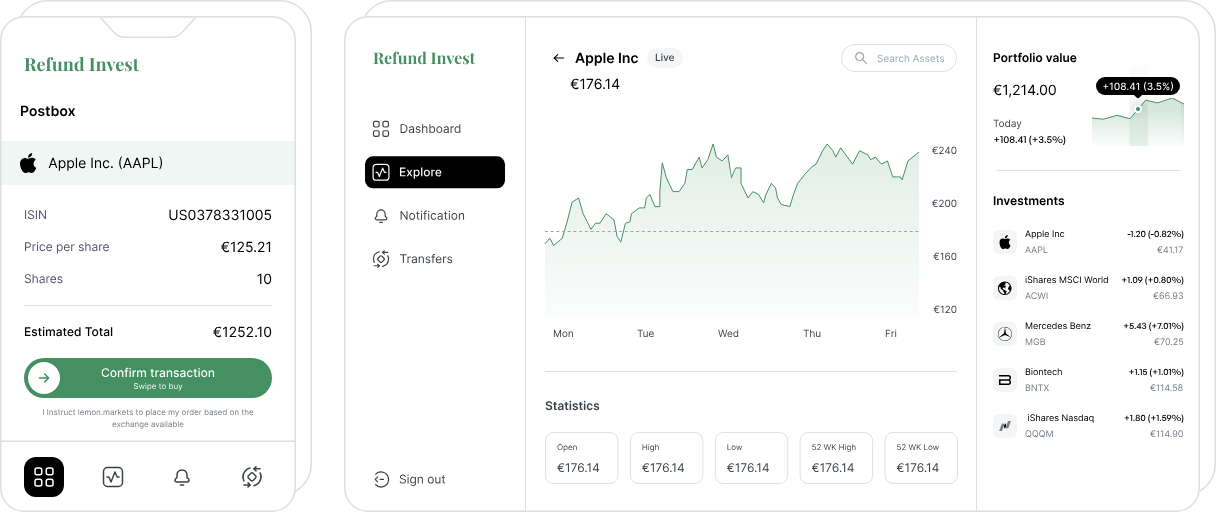 Refund Invest
Postbox
Apple Inc. (AAPL)
ISIN US0378331005
Price per share €125.21
Shares 10
Estimated Total €1252.10
Confirm transaction
Swipe to buy
I Instruct lemon.markets to place my order based on the
exchange available
Refund Invest
Dashboard
Explore
Notification
Transfers
Sign out
Apple Inc Live
€176.14
Search Assets
€240
€200
€160
€120
Mon Tue Wed Thu Fri
Statistics
Open
€176.14
High
€176.14
Low
€176.14
52 WK High
€176.14
52 WK Low
€176.14
Portfolio value
€1,214.00
+108.41 (3.5%)
Today
+108.41 (+3.5%)
Investments
Apple Inc -1.20 (-0.82%)
AAPL €41.17
iShares MSCI World +1.09 (+0.80%)
ACWI €66.93
Mercedes Benz +5.43 (+7.01%)
MGB €70.25
Biontech +1.15 (+1.01%)
BNTX €114.58
iShares Nasdaq +1.80 (+1.59%)
QQQM €114.90